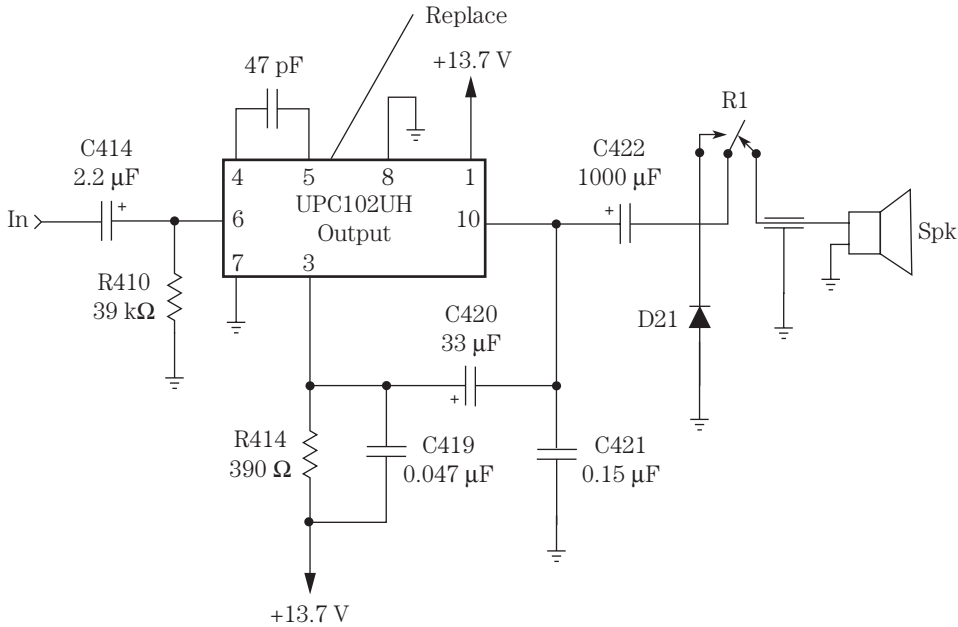 Replace
+13.7 V
47 pF
R1
C414
2.2 µF
C422
1000 µF
4
5
8
1
UPC102UH
Output
In
+
6
10
+
Spk
7
3
R410
39 kΩ
C420
33 µF
D21
+
R414
390 Ω
C419
0.047 µF
C421
0.15 µF
+13.7 V